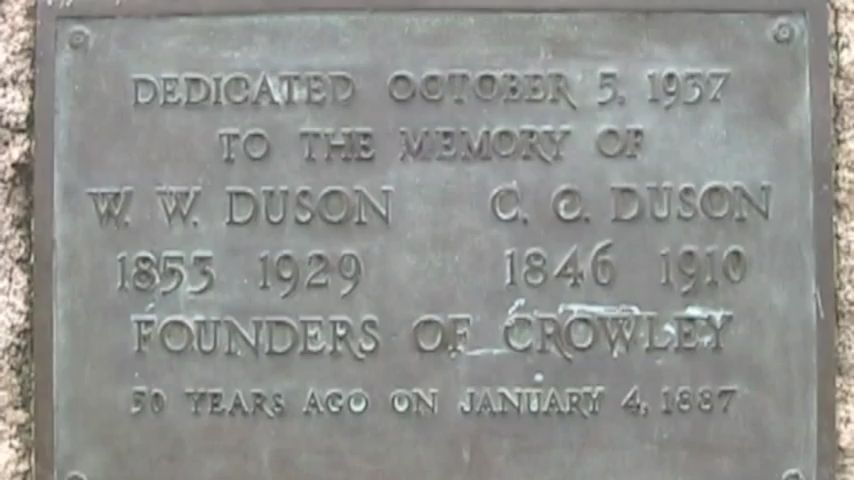 DEDICATED OCTOBER 5, 1937
TO THE MEMORY OF
W. W. DUSON C. C. DUSON
1853 1929 1846 1910
FOUNDERS OF CROWLEY
50 YEARS AGO ON JANUARY 4, 1887